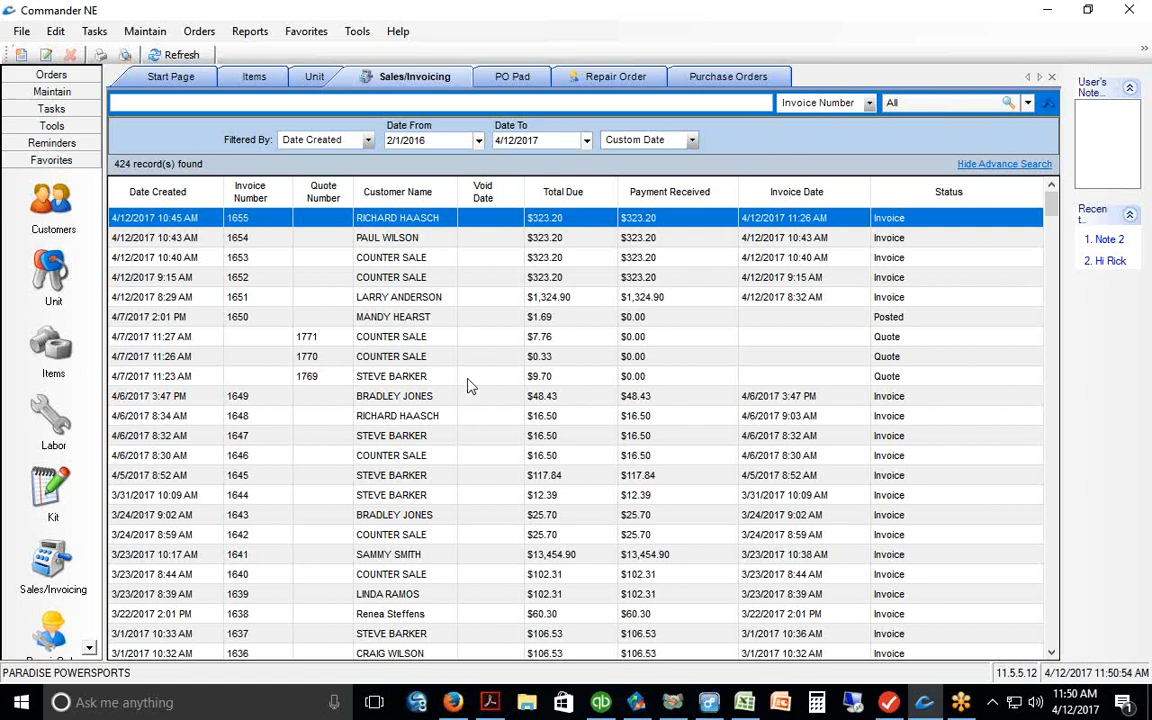 Commander NE
File Edit Tasks Maintain Orders Reports Favorites Tools Help
Refresh
Orders
Maintain
Tasks
Tools
Reminders
Favorites
Customers
Unit
Items
Labor
Kit
Sales/Invoicing
Start Page Items Unit Sales/Invoicing PO Pad Repair Order Purchase Orders
Invoice Number All
Date From Date To
Filtered By: Date Created 2/1/2016 4/12/2017 Custom Date
424 record(s) found Hide Advance Search
Date Created Invoice Number Quote Number Customer Name Void Date Total Due Payment Received Invoice Date Status
4/12/2017 10:45 AM 1655 RICHARD HAASCH $323.20 $323.20 4/12/2017 11:26 AM Invoice
4/12/2017 10:43 AM 1654 PAUL WILSON $323.20 $323.20 4/12/2017 10:43 AM Invoice
4/12/2017 10:40 AM 1653 COUNTER SALE $323.20 $323.20 4/12/2017 10:40 AM Invoice
4/12/2017 9:15 AM 1652 COUNTER SALE $323.20 $323.20 4/12/2017 9:15 AM Invoice
4/12/2017 8:29 AM 1651 LARRY ANDERSON $1,324.90 $1,324.90 4/12/2017 8:32 AM Invoice
4/7/2017 2:01 PM 1650 MANDY HEARST $1.69 $0.00 Posted
4/7/2017 11:27 AM 1771 COUNTER SALE $7.76 $0.00 Quote
4/7/2017 11:26 AM 1770 COUNTER SALE $0.33 $0.00 Quote
4/7/2017 11:23 AM 1769 STEVE BARKER $9.70 $0.00 Quote
4/6/2017 3:47 PM 1649 BRADLEY JONES $48.43 $48.43 4/6/2017 3:47 PM Invoice
4/6/2017 8:34 AM 1648 RICHARD HAASCH $16.50 $16.50 4/6/2017 9:03 AM Invoice
4/6/2017 8:32 AM 1647 STEVE BARKER $16.50 $16.50 4/6/2017 8:32 AM Invoice
4/6/2017 8:30 AM 1646 COUNTER SALE $16.50 $16.50 4/6/2017 8:30 AM Invoice
4/5/2017 8:52 AM 1645 STEVE BARKER $117.84 $117.84 4/5/2017 8:52 AM Invoice
3/31/2017 10:09 AM 1644 STEVE BARKER $12.39 $12.39 3/31/2017 10:09 AM Invoice
3/24/2017 9:02 AM 1643 BRADLEY JONES $25.70 $25.70 3/24/2017 9:02 AM Invoice
3/24/2017 8:59 AM 1642 COUNTER SALE $25.70 $25.70 3/24/2017 8:59 AM Invoice
3/23/2017 10:17 AM 1641 SAMMY SMITH $13,454.90 $13,454.90 3/23/2017 10:38 AM Invoice
3/23/2017 8:44 AM 1640 COUNTER SALE $102.31 $102.31 3/23/2017 8:44 AM Invoice
3/23/2017 8:39 AM 1639 LINDA RAMOS $102.31 $102.31 3/23/2017 8:39 AM Invoice
3/22/2017 2:01 PM 1638 Renea Steffens $60.30 $60.30 3/22/2017 2:01 PM Invoice
3/1/2017 10:33 AM 1637 STEVE BARKER $106.53 $106.53 3/1/2017 10:36 AM Invoice
3/1/2017 10:32 AM 1636 CRAIG WILSON $106.53 $106.53 3/1/2017 10:32 AM Invoice
User's
Note...
Recen
t...
1. Note 2
2. Hi Rick
PARADISE POWERSPORTS 11.5.5.12 4/12/2017 11:50:54 AM
Ask me anything
11:50 AM
4/12/2017